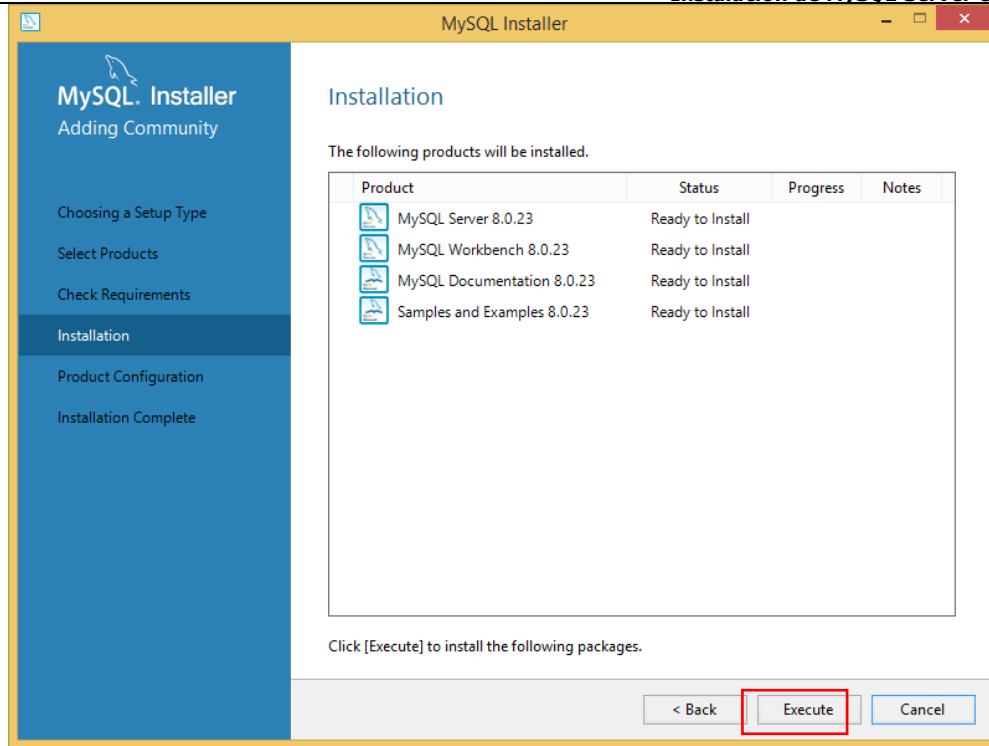 MySQL Installer
MySQL. Installer
Adding Community
Choosing a Setup Type
Select Products
Check Requirements
Installation
Product Configuration
Installation Complete
Installation
The following products will be installed.
Product Status Progress Notes
MySQL Server 8.0.23 Ready to Install
MySQL Workbench 8.0.23 Ready to Install
MySQL Documentation 8.0.23 Ready to Install
Samples and Examples 8.0.23 Ready to Install
Click [Execute] to install the following packages.
< Back Execute Cancel